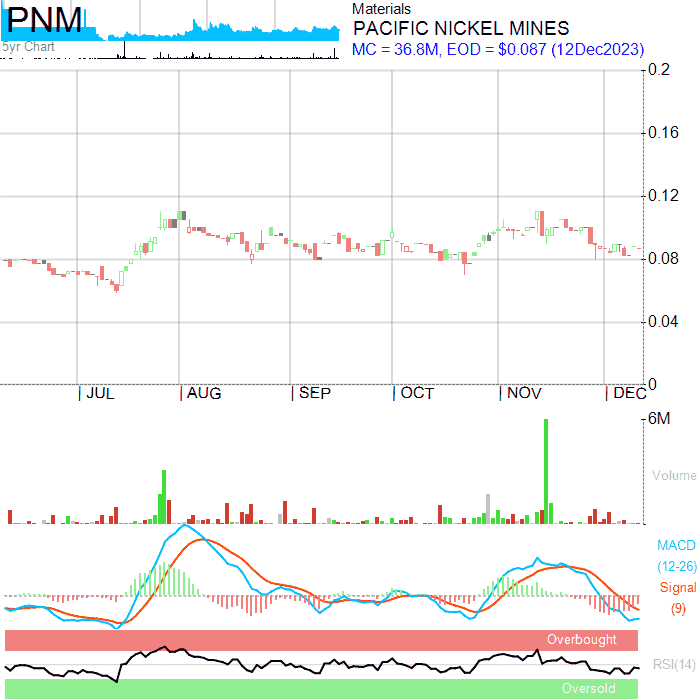 PNM
5yr Chart
Materials
PACIFIC NICKEL MINES
MC = 36.8M, EOD = $0.087 (12Dec2023)
0.2
0.16
0.12
0.08
0.04
0
JUL AUG SEP OCT NOV DEC
6M
Volume
MACD
(12-26)
Signal
(9)
Overbought
RSI(14)
Oversold